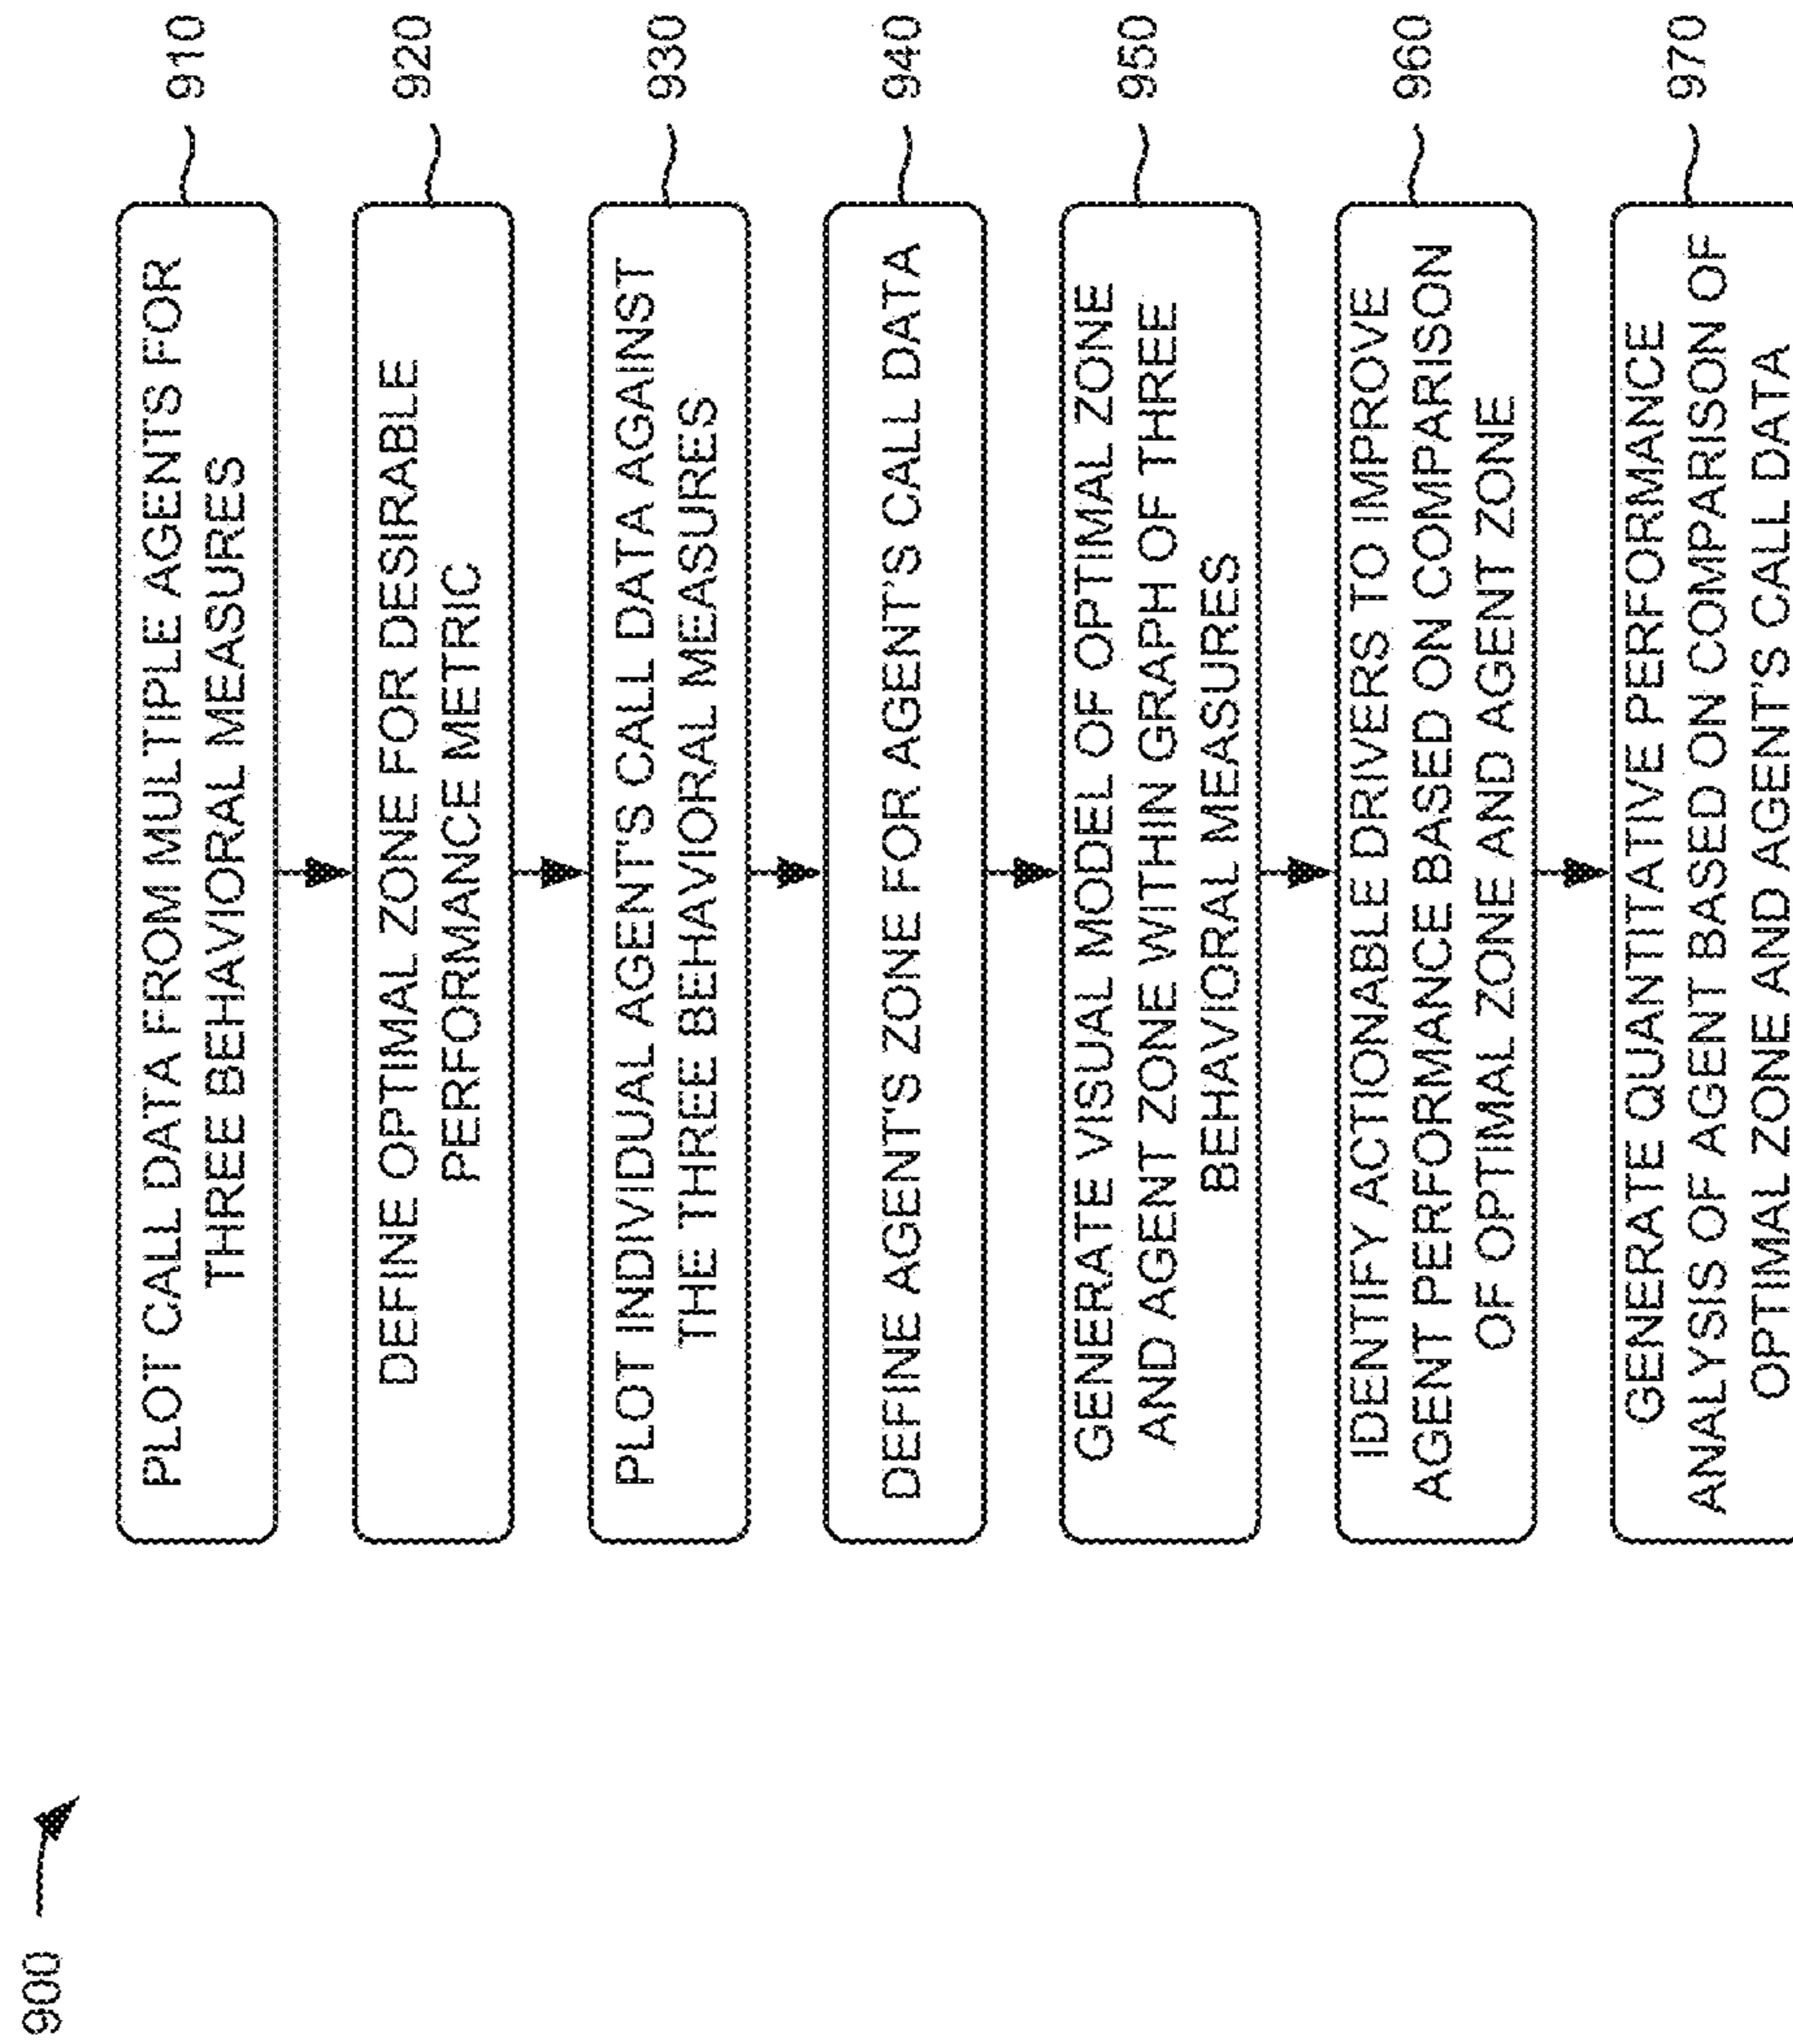 900
PLOT CALL DATA FROM MULTIPLE AGENTS FOR
THREE BEHAVIORAL MEASURES
910
DEFINE OPTIMAL ZONE FOR DESIRABLE
PERFORMANCE METRIC
920
PLOT INDIVIDUAL AGENT'S CALL DATA AGAINST
THE THREE BEHAVIORAL MEASURES
930
DEFINE AGENT'S ZONE FOR AGENT'S CALL DATA
940
GENERATE VISUAL MODEL OF OPTIMAL ZONE
AND AGENT ZONE WITHIN GRAPH OF THREE
BEHAVIORAL MEASURES
950
IDENTIFY ACTIONABLE DRIVERS TO IMPROVE
AGENT PERFORMANCE BASED ON COMPARISON
OF OPTIMAL ZONE AND AGENT ZONE
960
GENERATE QUANTITATIVE PERFORMANCE
ANALYSIS OF AGENT BASED ON COMPARISON OF
OPTIMAL ZONE AND AGENT'S CALL DATA
970